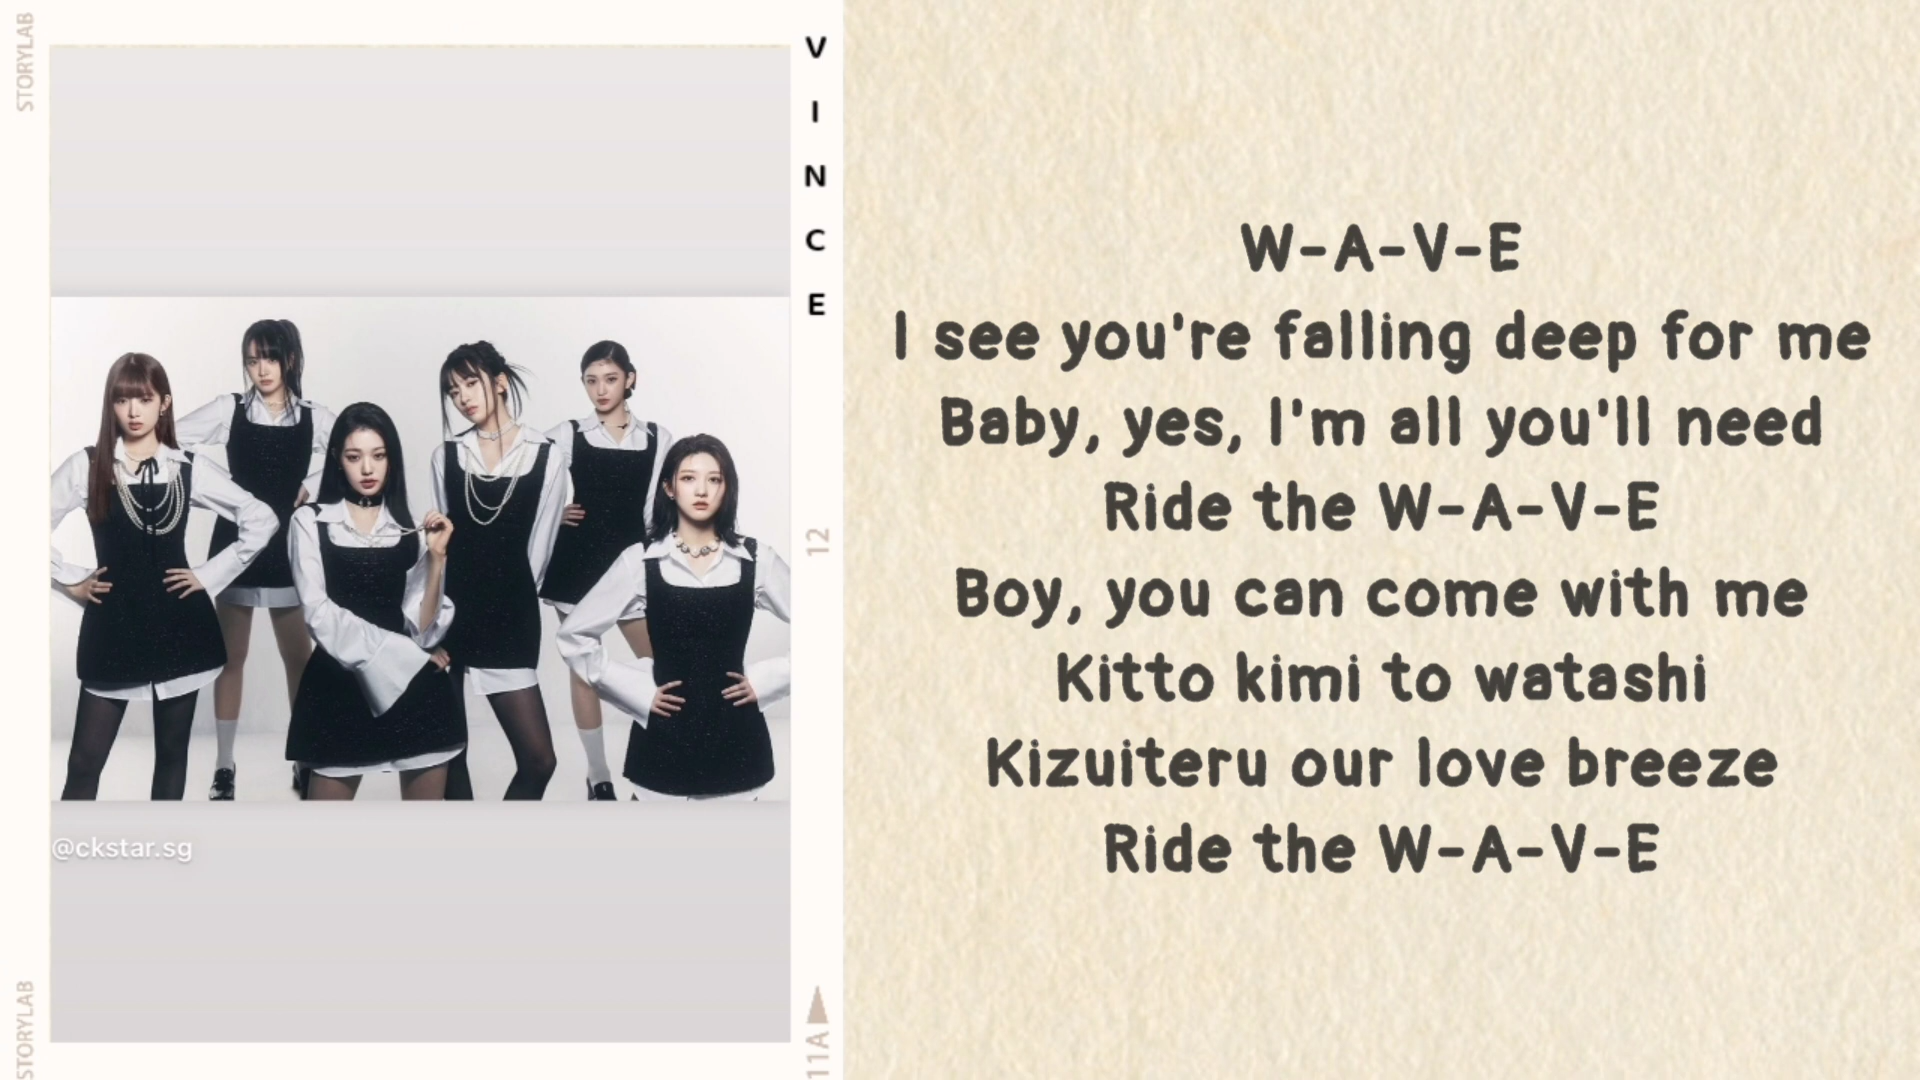 STORYLAB
V
I
N
C
E
12
@ckstar.sg
STORYLAB
11A
W-A-V-E
I see you're falling deep for me
Baby, yes, I'm all you'll need
Ride the W-A-V-E
Boy, you can come with me
Kitto kimi to watashi
Kizuiteru our love breeze
Ride the W-A-V-E